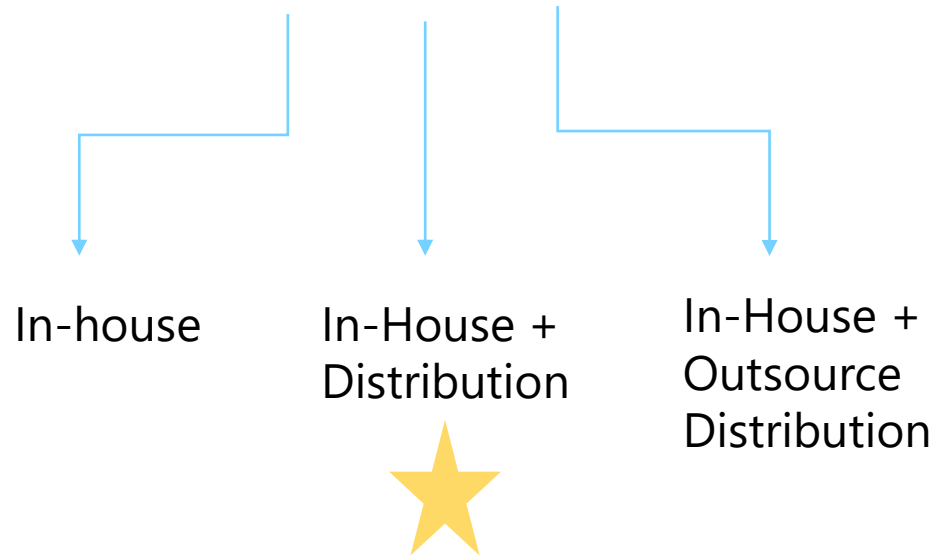 In-house
In-House +
Distribution
In-House +
Outsource
Distribution